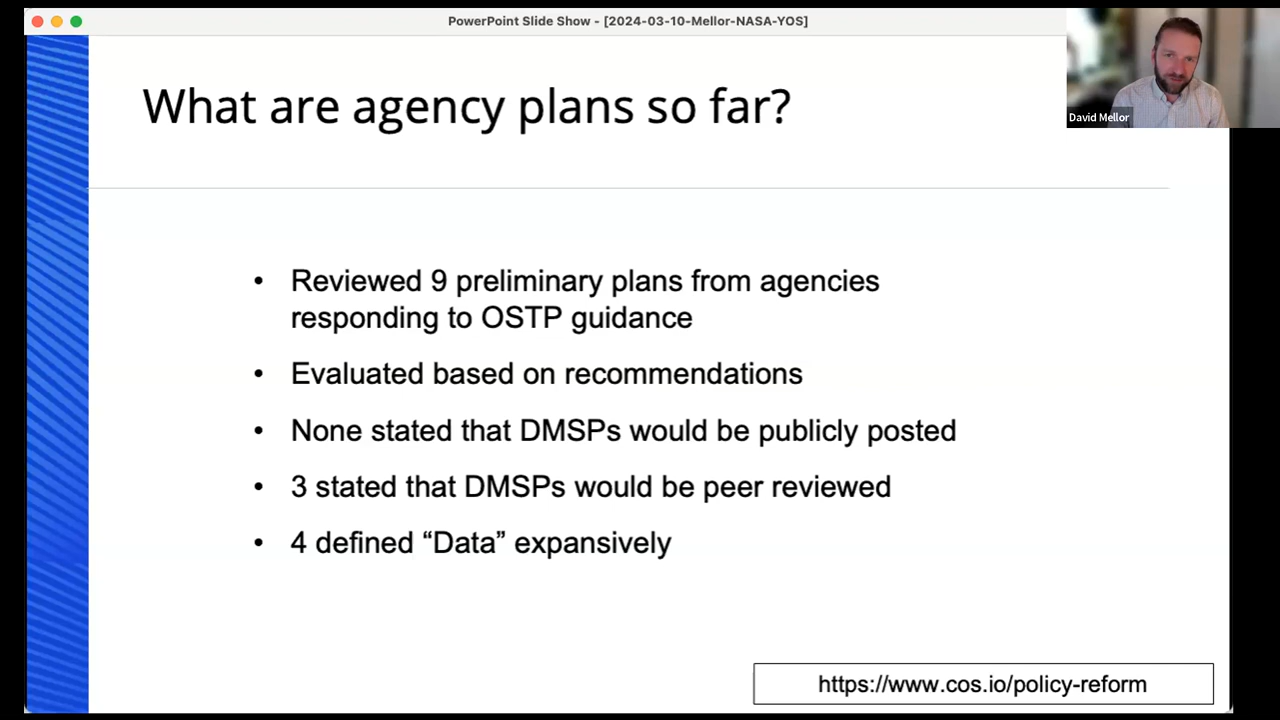 PowerPoint Slide Show - [2024-03-10-Mellor-NASA-YOS]
David Mellor
What are agency plans so far?
• Reviewed 9 preliminary plans from agencies
responding to OSTP guidance
• Evaluated based on recommendations
• None stated that DMSPs would be publicly posted
• 3 stated that DMSPs would be peer reviewed
• 4 defined “Data” expansively
https://www.cos.io/policy-reform